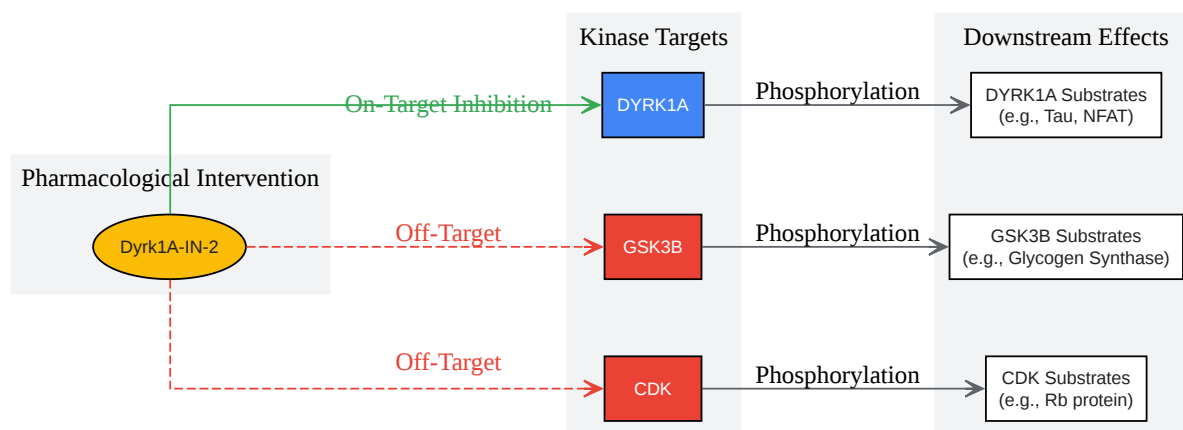 Kinase Targets
Downstream Effects
On-Target Inhibition
DYRK1A
Phosphorylation
DYRK1A Substrates
(e.g., Tau, NFAT)
Pharmacological Intervention
Dyrk1A-IN-2
Off-Target
GSK3B
Phosphorylation
GSK3B Substrates
(e.g., Glycogen Synthase)
Off-Target
CDK
Phosphorylation
CDK Substrates
(e.g., Rb protein)